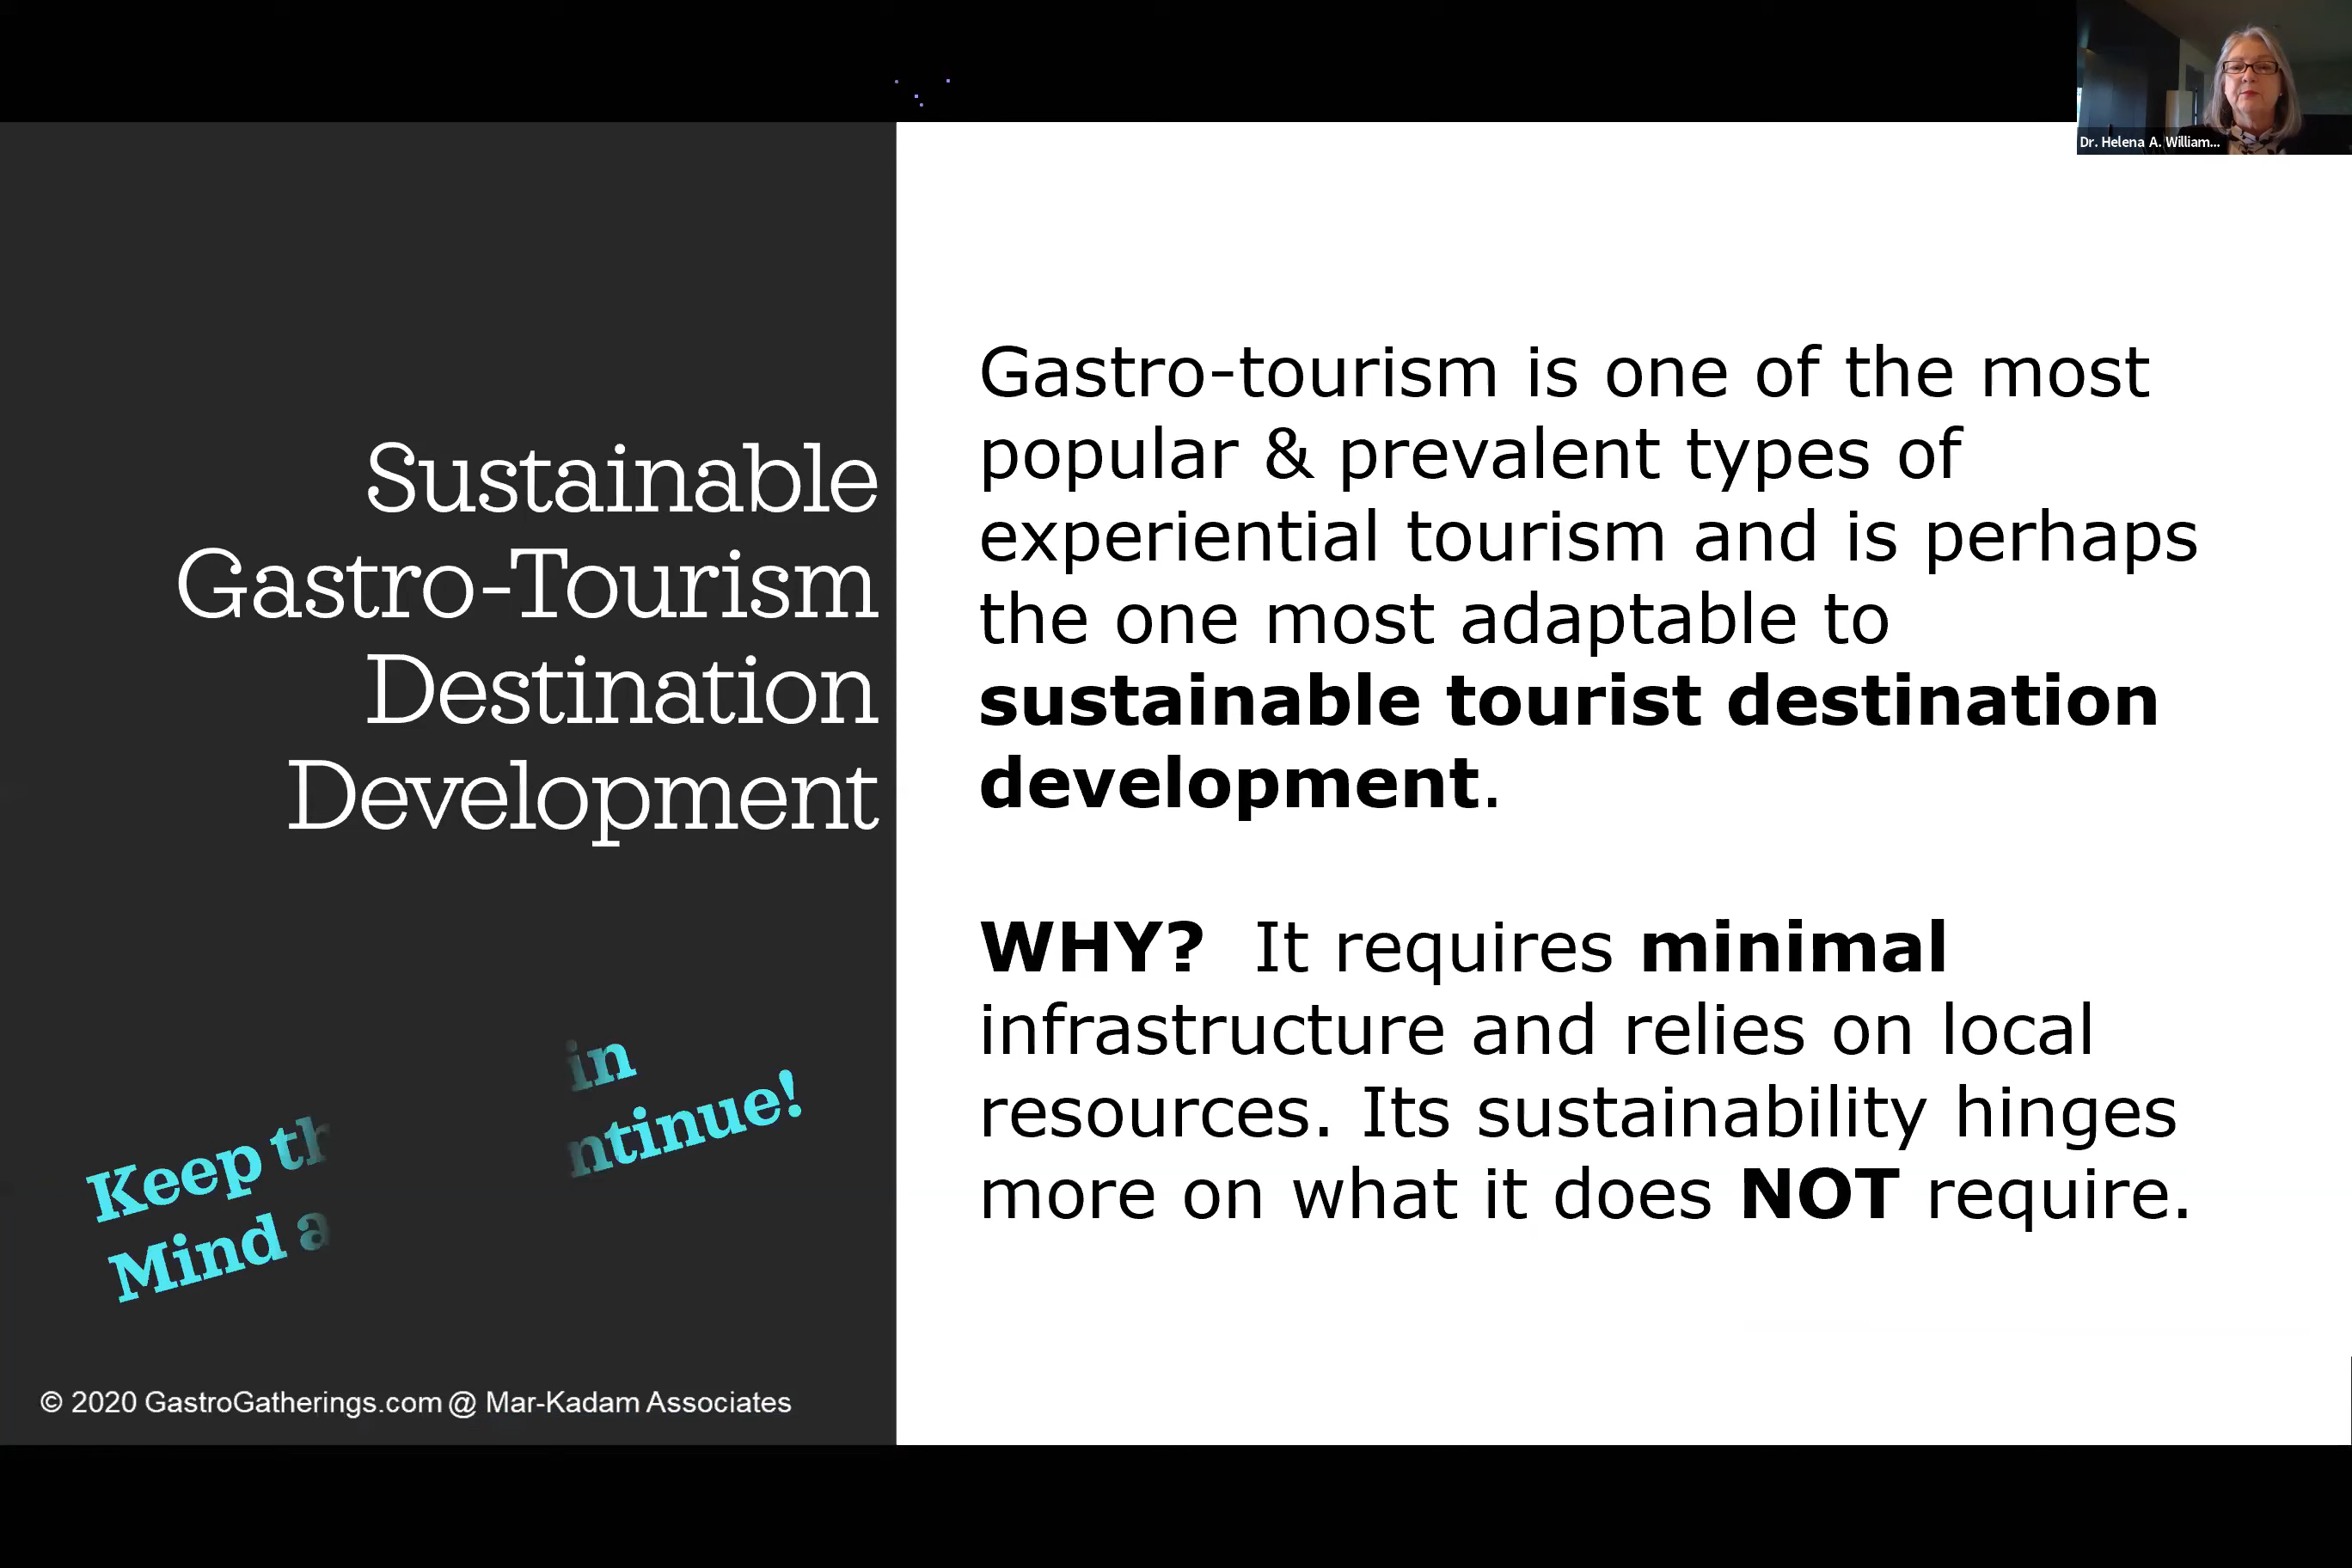 Dr. Helena A. William...
Sustainable
Gastro-Tourism
Destination
Development
Keep in
Mind ntinue!
© 2020 GastroGatherings.com @ Mar-Kadam Associates
Gastro-tourism is one of the most
popular & prevalent types of
experiential tourism and is perhaps
the one most adaptable to
sustainable tourist destination
development.
WHY? It requires minimal
infrastructure and relies on local
resources. Its sustainability hinges
more on what it does NOT require.